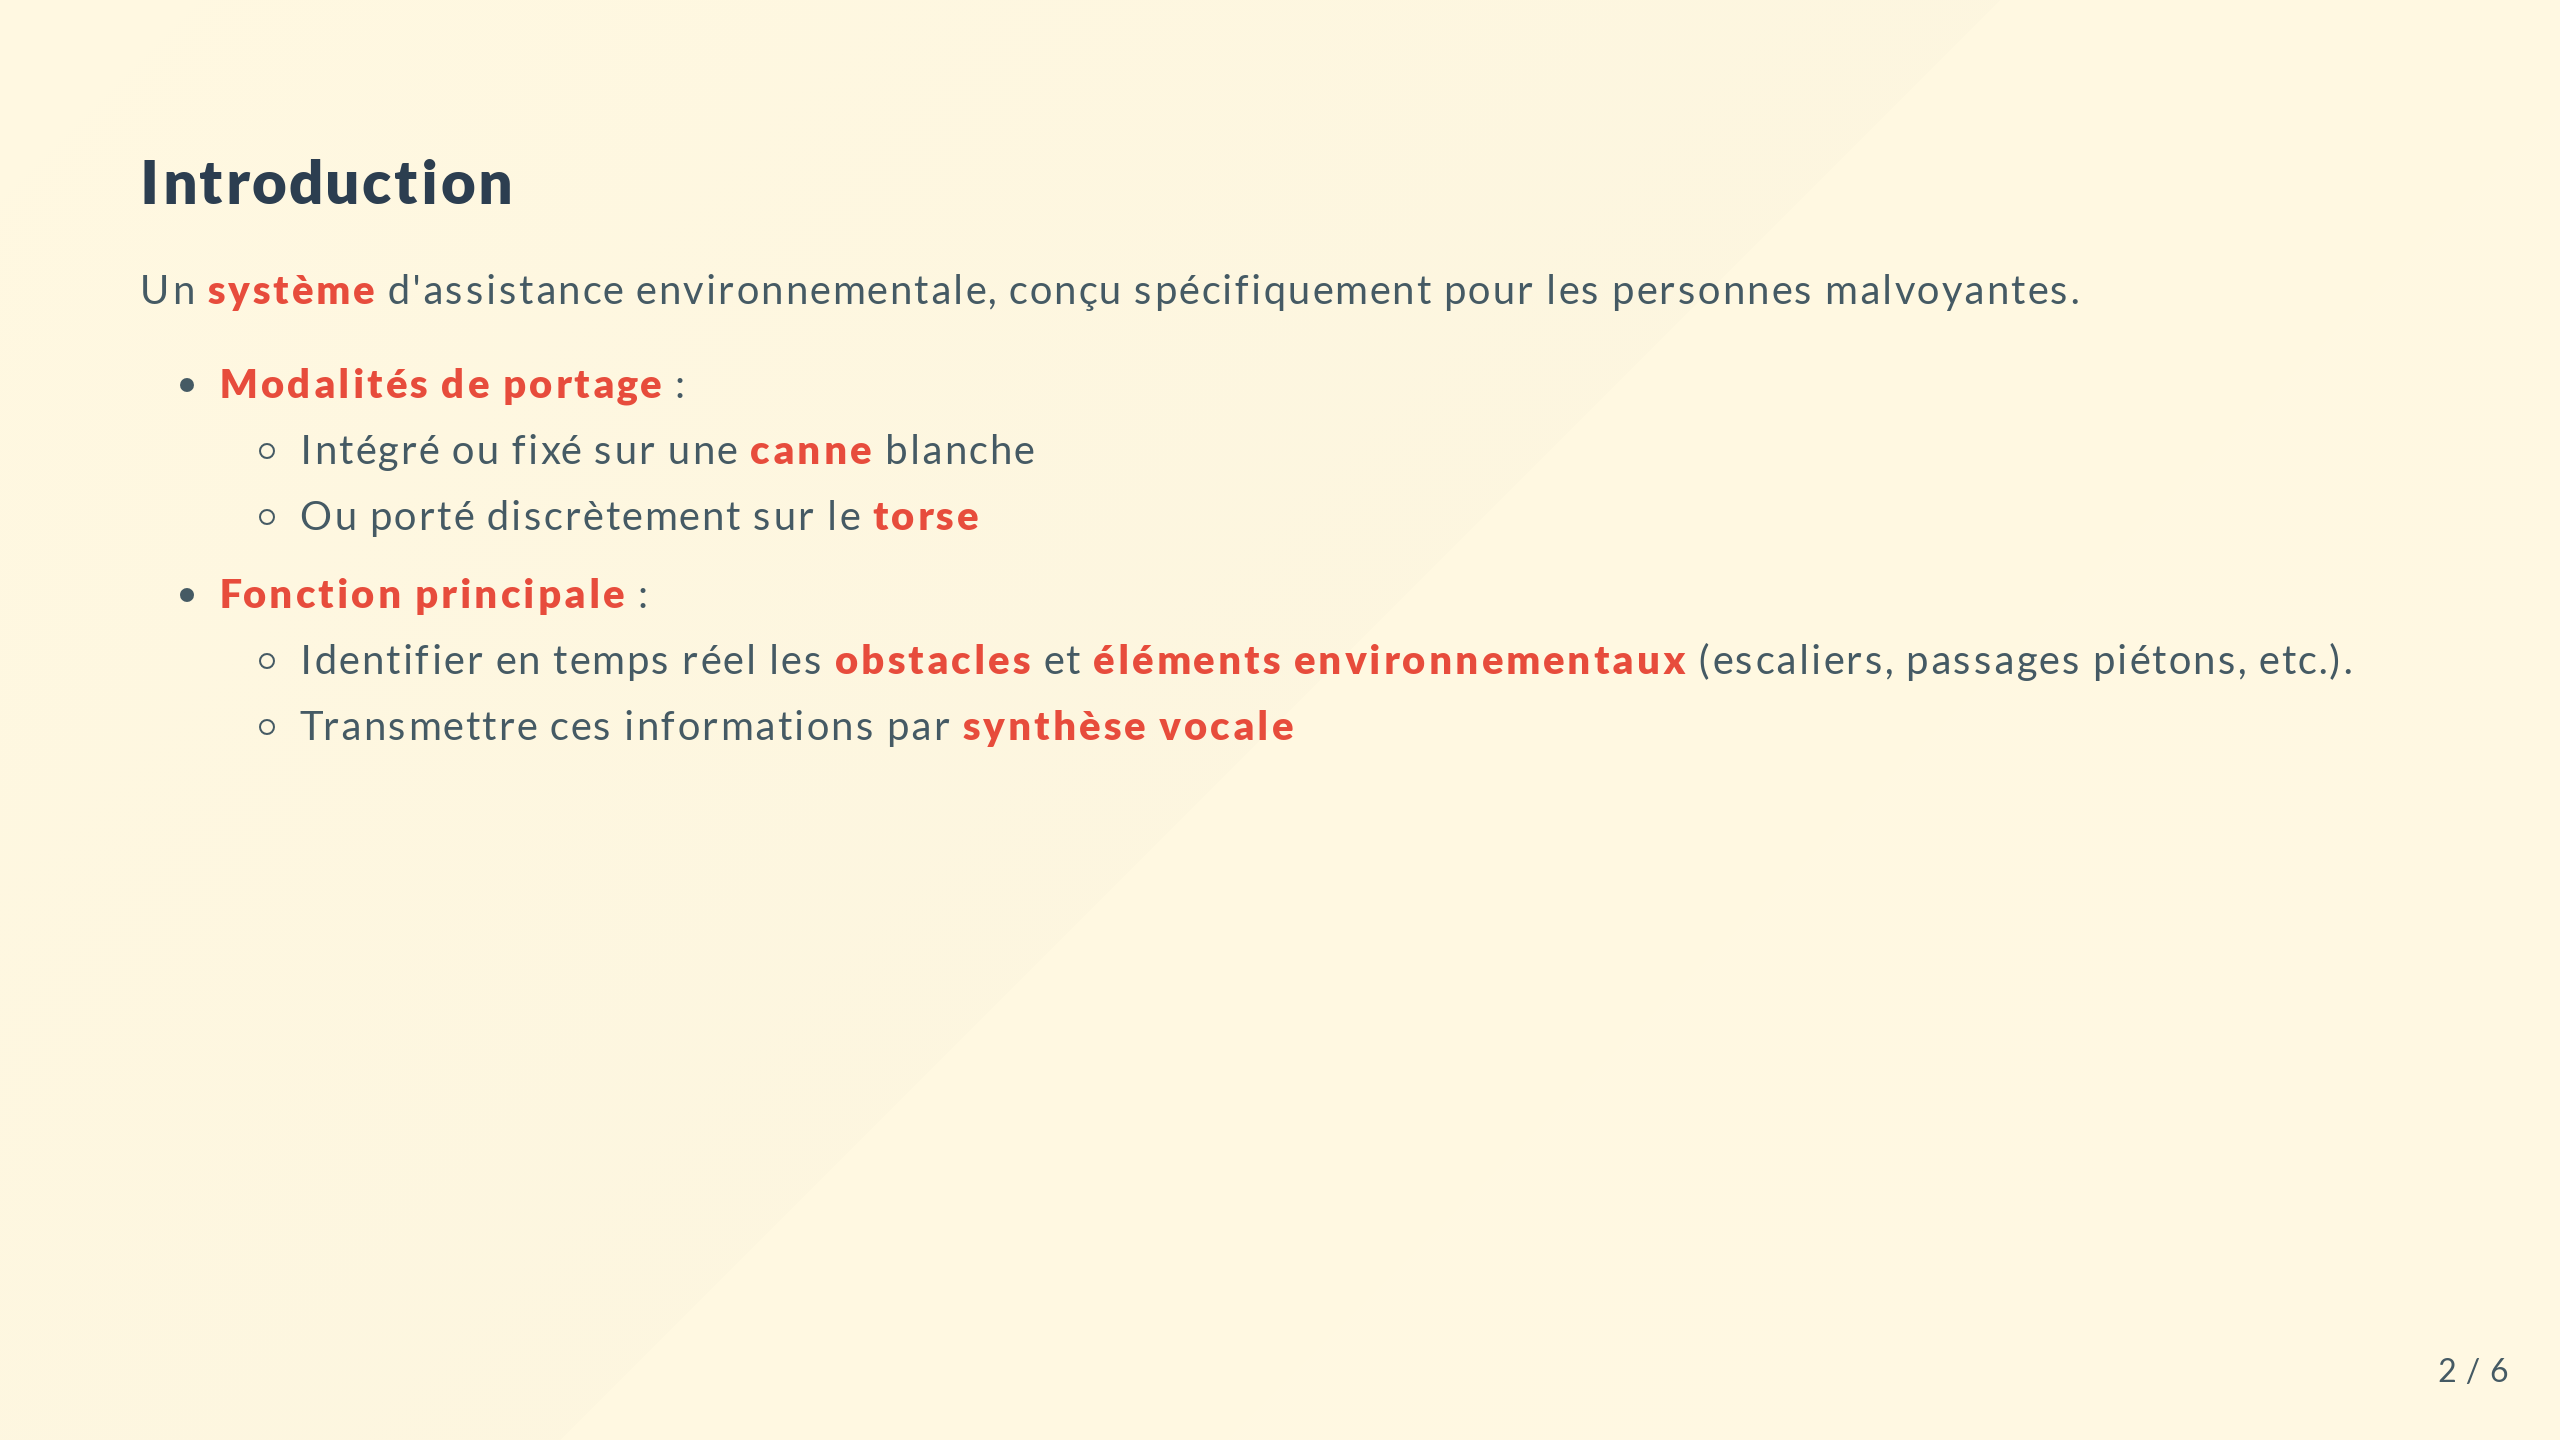 Introduction
Un système d'assistance environnementale, conçu spécifiquement pour les personnes malvoyantes.
Modalités de portage :
Intégré ou fixé sur une canne blanche
Ou porté discrètement sur le torse
Fonction principale :
Identifier en temps réel les obstacles et éléments environnementaux (escaliers, passages piétons, etc.).
Transmettre ces informations par synthèse vocale
2 / 6